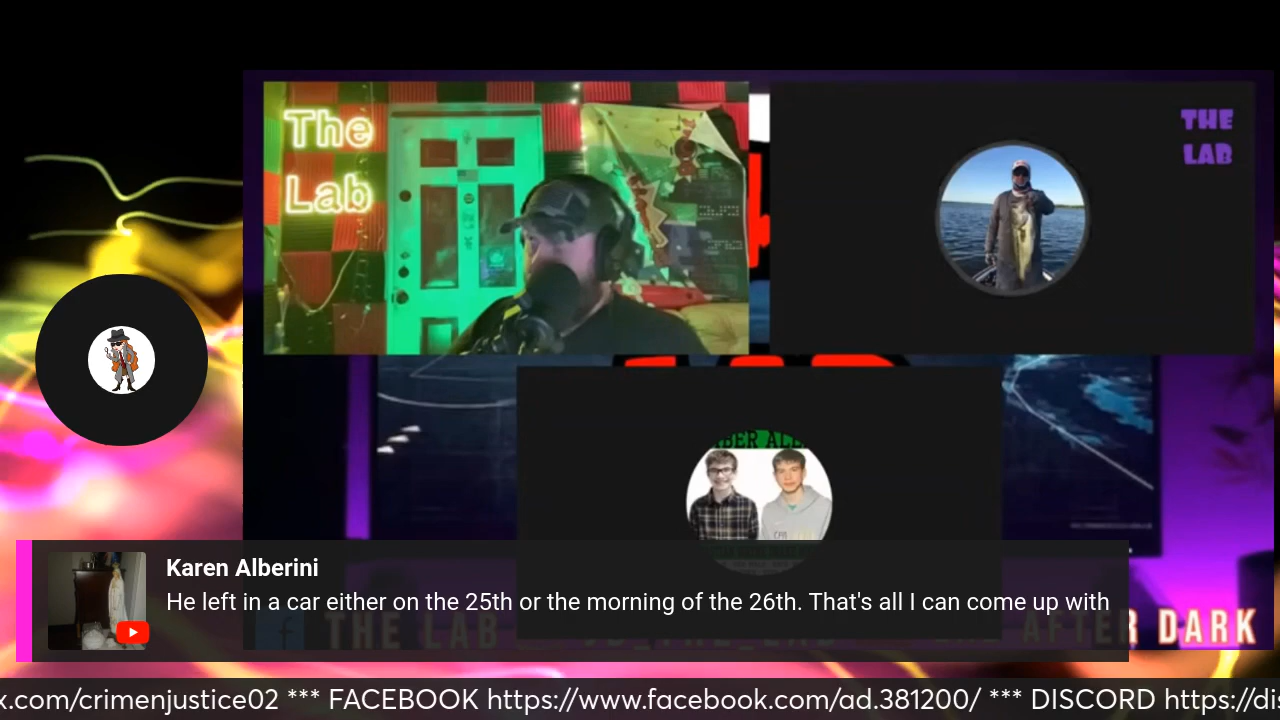 The
Lab
THE
LAB
BER ALE
Karen Alberini
He left in a car either on the 25th or the morning of the 26th. That's all I can come up with
THE LAB
AFTER DARK
x.com/crimenjustice02 *** FACEBOOK https://www.facebook.com/ad.381200/ *** DISCORD https://dis